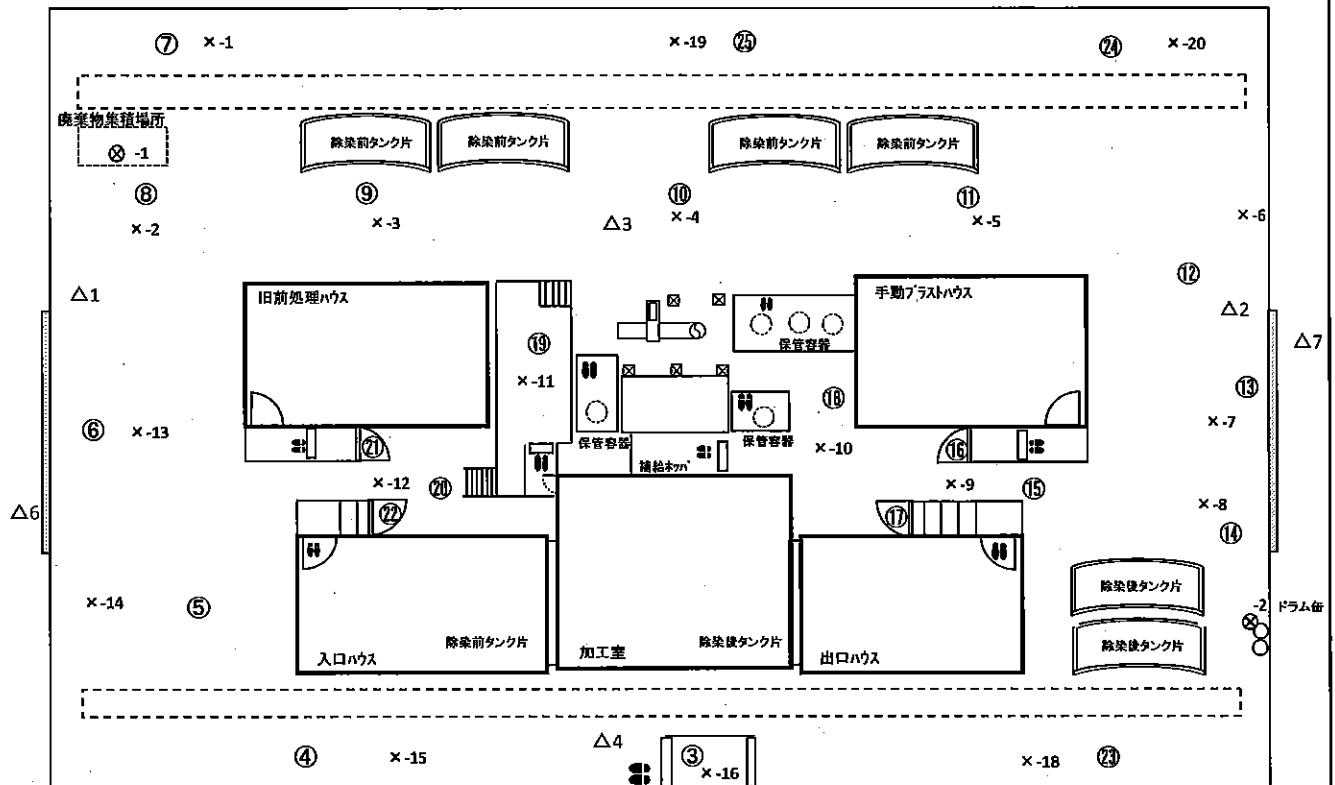 ⑦ ×-1 ×-19 ㉕ ㉔ ×-20
廃棄物集積場所
⊗ -1
除染前タンク片 除染前タンク片 除染前タンク片 除染前タンク片
⑧ ⑨ ⑩ ⑪
×-2 ×-3 △3 ×-4 ×-5 ×-6
⑫
△1 旧前処理ハウス 手動ブラストハウス △2
△7
⑲ 保管容器
×-11 ⑬
⑱
⑥ ×-13 ×-7
保管容器 保管容器
㉑ ×-10 ⑯
補給ホッパ
×-12 ⑳ ×-9 ⑮
×-8
△6 ㉒ ⑰ ⑭
除染後タンク片
×-14 ⑤ -2 ドラム缶
⊗
除染前タンク片 除染後タンク片 除染後タンク片
入口ハウス 加工室 出口ハウス
△4
④ ×-15 ③ ×-18 ㉓
×-16